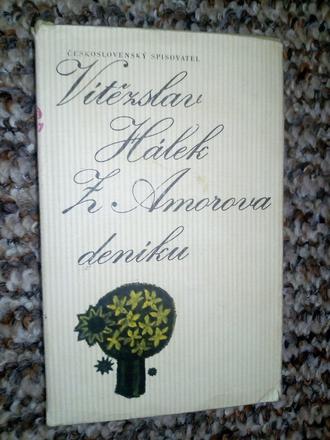 ČESKOSLOVENSKÝ SPISOVATEL
Vítězslav
Hálek
Z Amorova
deníku